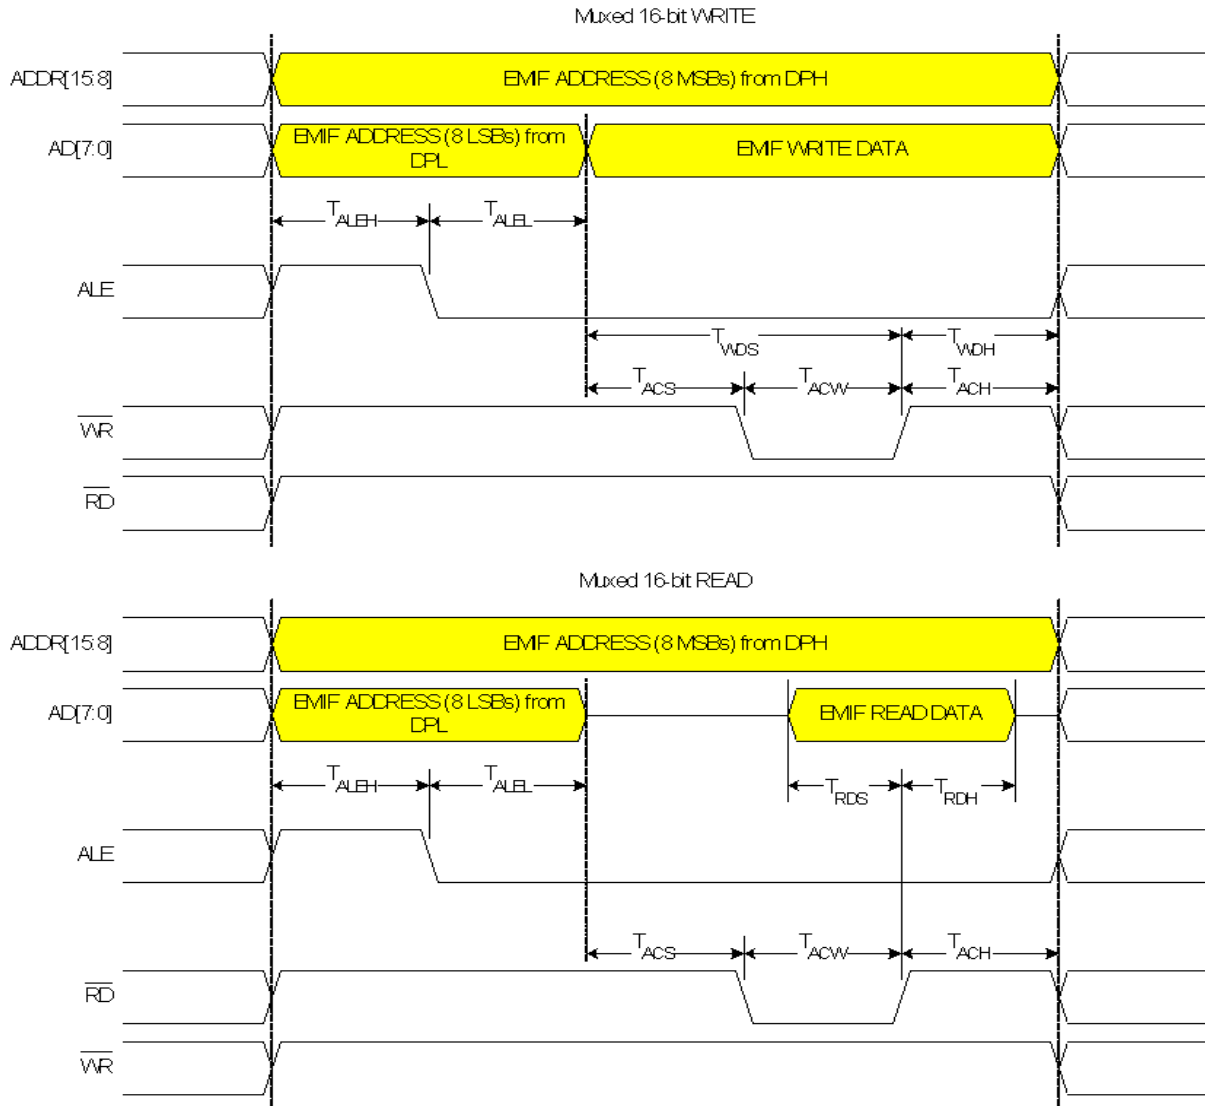 Muxed 16-bit WRITE
ADDR[15:8] EMIF ADDRESS (8 MSBs) from DPH
AD[7:0] EMIF ADDRESS (8 LSBs) from DPL EMIF WRITE DATA
TALEH TALEL
ALE
TWDS TWDH
TACS TACW TACH
WR
RD
Muxed 16-bit READ
ADDR[15:8] EMIF ADDRESS (8 MSBs) from DPH
AD[7:0] EMIF ADDRESS (8 LSBs) from DPL EMIF READ DATA
TALEH TALEL TRDS TRDH
ALE
TACS TACW TACH
RD
WR